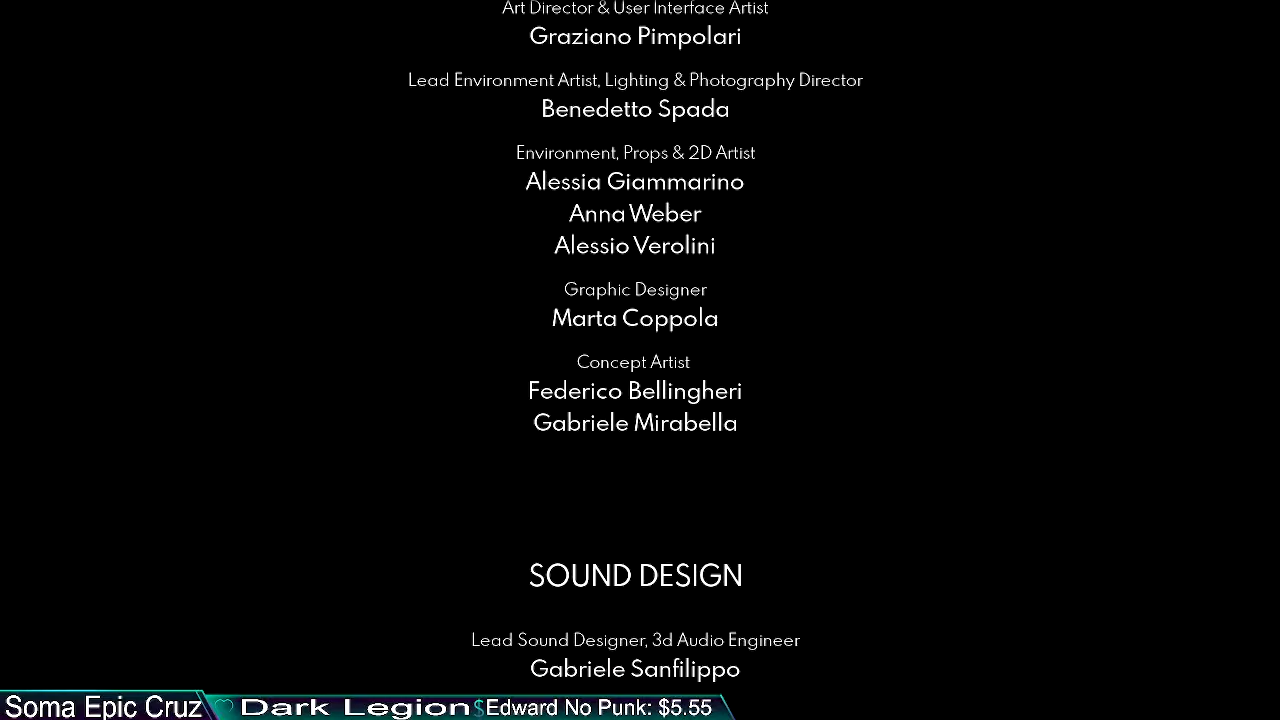 Art Director & User Interface Artist
Graziano Pimpolari
Lead Environment Artist, Lighting & Photography Director
Benedetto Spada
Environment, Props & 2D Artist
Alessia Giammarino
Anna Weber
Alessio Verolini
Graphic Designer
Marta Coppola
Concept Artist
Federico Bellingheri
Gabriele Mirabella
SOUND DESIGN
Lead Sound Designer, 3d Audio Engineer
Gabriele Sanfilippo
Soma Epic Cruz Dark Legion $Edward No Punk: $5.55